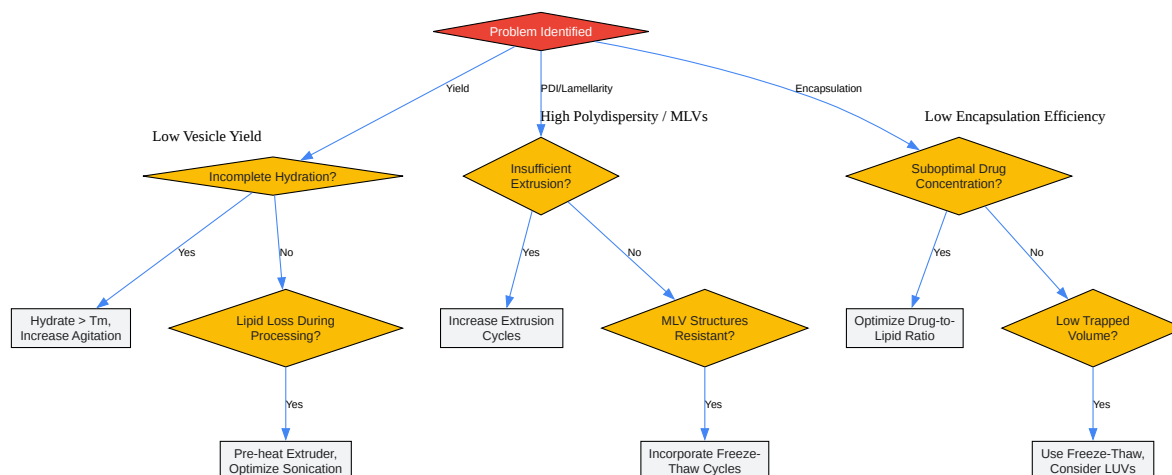 Problem Identified
Yield
PDI/Lamellarity
Encapsulation
Low Vesicle Yield
High Polydispersity / MLVs
Low Encapsulation Efficiency
Incomplete Hydration?
Insufficient
Extrusion?
Suboptimal Drug
Concentration?
Yes
No
Yes
No
Yes
No
Hydrate > Tm,
Increase Agitation
Lipid Loss During
Processing?
Increase Extrusion
Cycles
MLV Structures
Resistant?
Optimize Drug-to-
Lipid Ratio
Low Trapped
Volume?
Yes
Yes
Yes
Pre-heat Extruder,
Optimize Sonication
Incorporate Freeze-
Thaw Cycles
Use Freeze-Thaw,
Consider LUVs